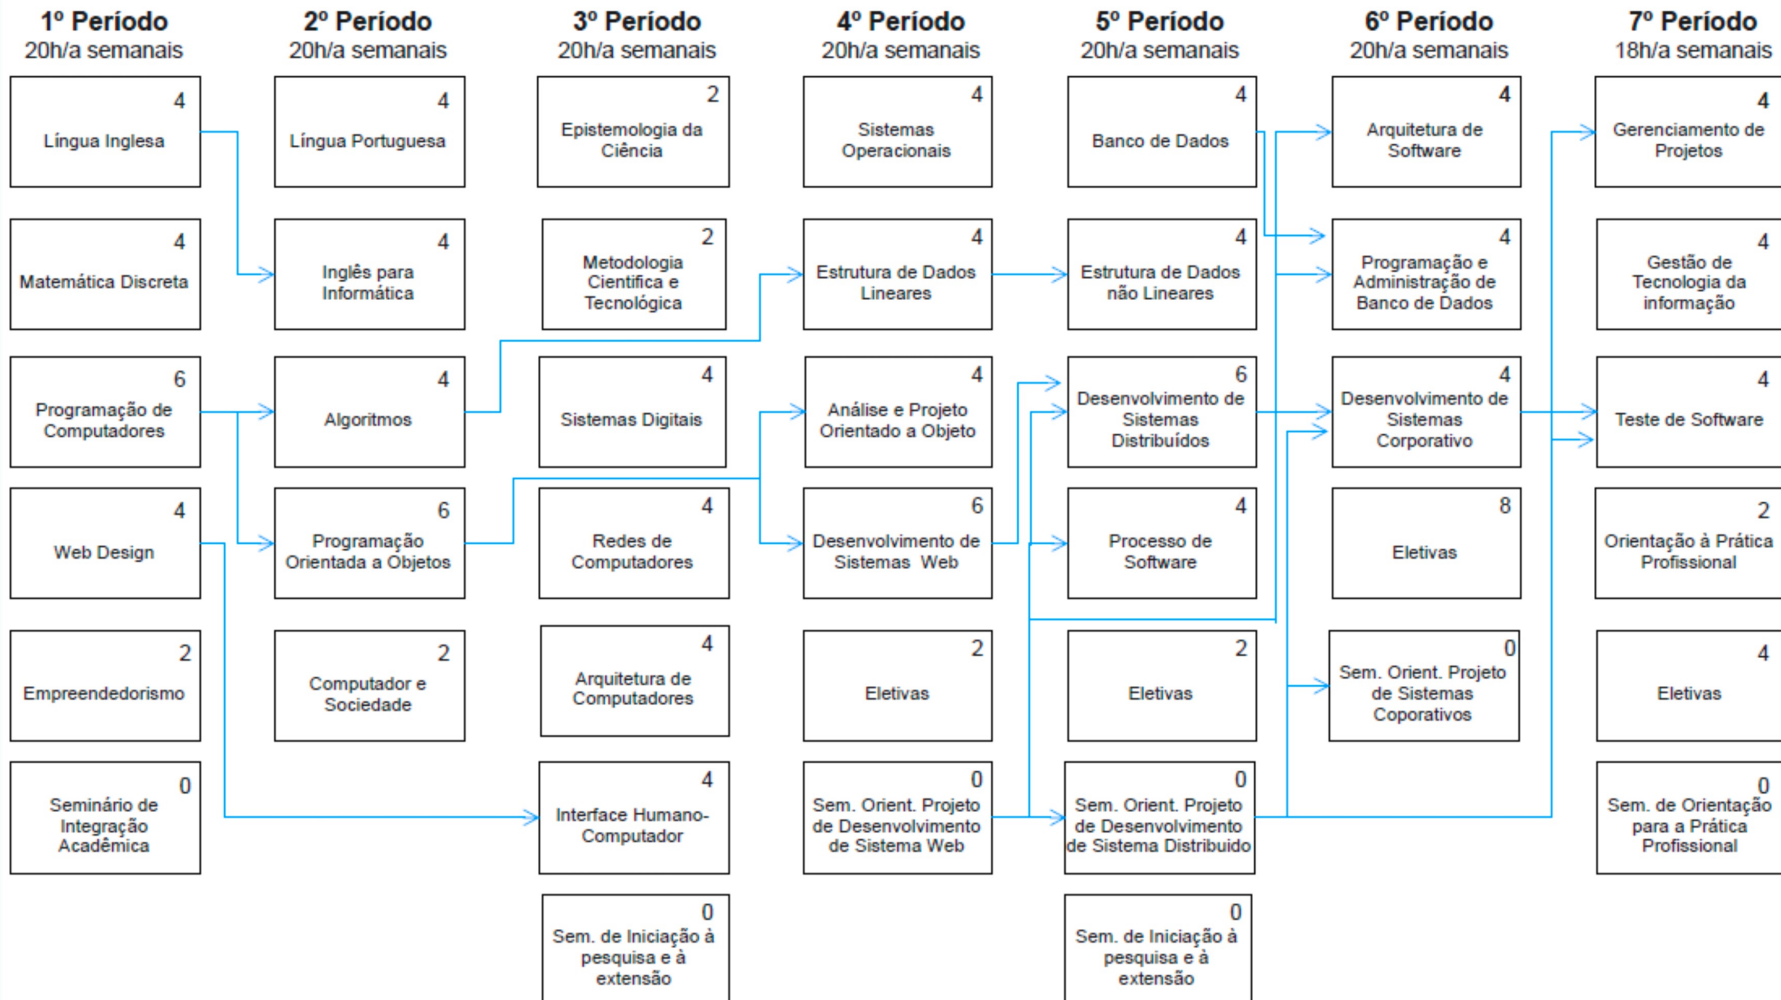 1º Período
20h/a semanais
4
Língua Inglesa
4
Matemática Discreta
6
Programação de
Computadores
4
Web Design
2
Empreendedorismo
0
Seminário de
Integração
Acadêmica
2º Período
20h/a semanais
4
Língua Portuguesa
4
Inglês para
Informática
4
Algoritmos
6
Programação
Orientada a Objetos
2
Computador e
Sociedade
3º Período
20h/a semanais
2
Epistemologia da
Ciência
2
Metodologia
Científica e
Tecnológica
4
Sistemas Digitais
4
Redes de
Computadores
4
Arquitetura de
Computadores
4
Interface Humano-
Computador
0
Sem. de Iniciação à
pesquisa e à
extensão
4º Período
20h/a semanais
4
Sistemas
Operacionais
4
Estrutura de Dados
Lineares
4
Análise e Projeto
Orientado a Objeto
6
Desenvolvimento de
Sistemas Web
2
Eletivas
0
Sem. Orient. Projeto
de Desenvolvimento
de Sistema Web
5º Período
20h/a semanais
4
Banco de Dados
4
Estrutura de Dados
não Lineares
6
Desenvolvimento de
Sistemas
Distribuídos
4
Processo de
Software
2
Eletivas
0
Sem. Orient. Projeto
de Desenvolvimento
de Sistema Distribuido
0
Sem. de Iniciação à
pesquisa e à
extensão
6º Período
20h/a semanais
4
Arquitetura de
Software
4
Programação e
Administração de
Banco de Dados
4
Desenvolvimento de
Sistemas
Corporativo
8
Eletivas
0
Sem. Orient. Projeto
de Sistemas
Coporativos
7º Período
18h/a semanais
4
Gerenciamento de
Projetos
4
Gestão de
Tecnologia da
informação
4
Teste de Software
2
Orientação à Prática
Profissional
4
Eletivas
0
Sem. de Orientação
para a Prática
Profissional